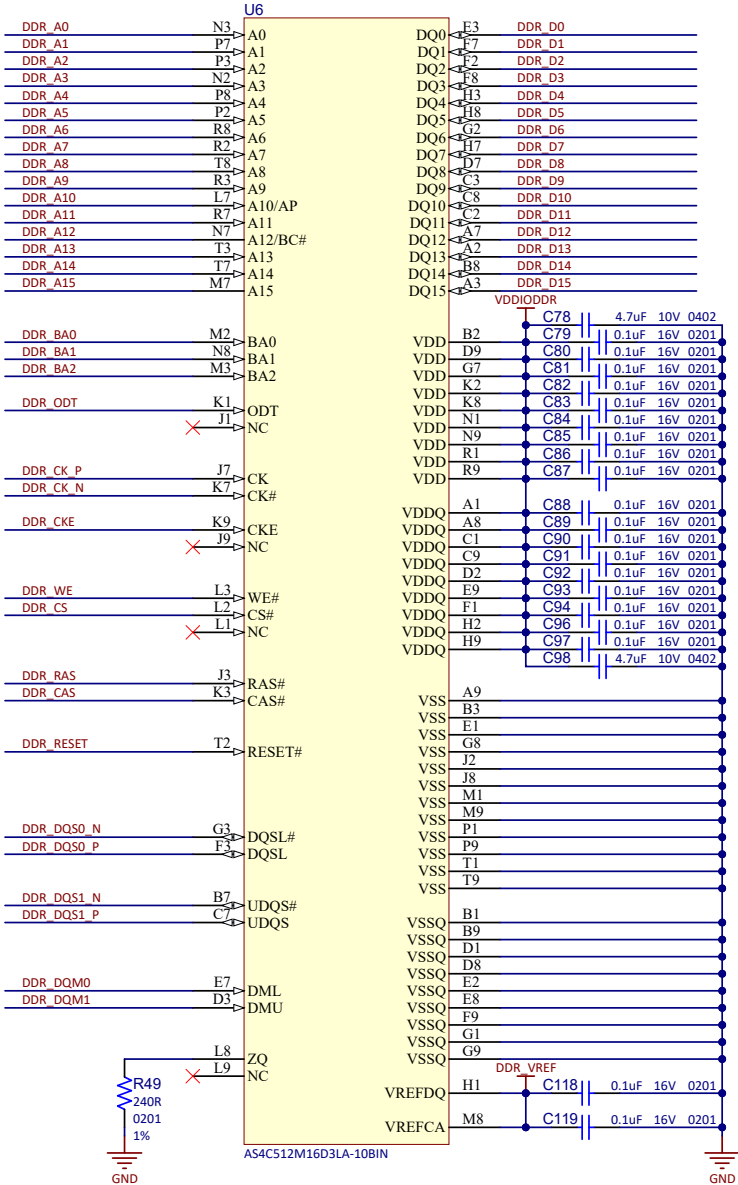 U6
DDR_A0 N3 A0 DQ0 E3 DDR_D0
DDR_A1 P7 A1 DQ1 F7 DDR_D1
DDR_A2 P3 A2 DQ2 F2 DDR_D2
DDR_A3 N2 A3 DQ3 F8 DDR_D3
DDR_A4 P8 A4 DQ4 H3 DDR_D4
DDR_A5 P2 A5 DQ5 H8 DDR_D5
DDR_A6 R8 A6 DQ6 G2 DDR_D6
DDR_A7 R2 A7 DQ7 H7 DDR_D7
DDR_A8 T8 A8 DQ8 D7 DDR_D8
DDR_A9 R3 A9 DQ9 C3 DDR_D9
DDR_A10 L7 A10/AP DQ10 C8 DDR_D10
DDR_A11 R7 A11 DQ11 C2 DDR_D11
DDR_A12 N7 A12/BC# DQ12 A7 DDR_D12
DDR_A13 T3 A13 DQ13 A2 DDR_D13
DDR_A14 T7 A14 DQ14 B8 DDR_D14
DDR_A15 M7 A15 DQ15 A3 DDR_D15
VDDIODDR
C78 4.7uF 10V 0402
DDR_BA0 M2 BA0 VDD B2 C79 0.1uF 16V 0201
DDR_BA1 N8 BA1 VDD D9 C80 0.1uF 16V 0201
DDR_BA2 M3 BA2 VDD G7 C81 0.1uF 16V 0201
VDD K2 C82 0.1uF 16V 0201
DDR_ODT K1 ODT VDD K8 C83 0.1uF 16V 0201
J1 NC VDD N1 C84 0.1uF 16V 0201
VDD N9 C85 0.1uF 16V 0201
VDD R1 C86 0.1uF 16V 0201
DDR_CK_P J7 CK VDD R9 C87 0.1uF 16V 0201
DDR_CK_N K7 CK#
VDDQ A1 C88 0.1uF 16V 0201
DDR_CKE K9 CKE VDDQ A8 C89 0.1uF 16V 0201
J9 NC VDDQ C1 C90 0.1uF 16V 0201
VDDQ C9 C91 0.1uF 16V 0201
VDDQ D2 C92 0.1uF 16V 0201
DDR_WE L3 WE# VDDQ E9 C93 0.1uF 16V 0201
DDR_CS L2 CS# VDDQ F1 C94 0.1uF 16V 0201
L1 NC VDDQ H2 C96 0.1uF 16V 0201
VDDQ H9 C97 0.1uF 16V 0201
C98 4.7uF 10V 0402
DDR_RAS J3 RAS#
DDR_CAS K3 CAS# VSS A9
VSS B3
VSS E1
DDR_RESET T2 RESET# VSS G8
VSS J2
VSS J8
VSS M1
VSS M9
DDR_DQS0_N G3 DQSL# VSS P1
DDR_DQS0_P F3 DQSL VSS P9
VSS T1
VSS T9
DDR_DQS1_N B7 UDQS#
DDR_DQS1_P C7 UDQS VSSQ B1
VSSQ B9
VSSQ D1
VSSQ D8
DDR_DQM0 E7 DML VSSQ E2
DDR_DQM1 D3 DMU VSSQ E8
VSSQ F9
VSSQ G1
L8 ZQ VSSQ G9
L9 NC DDR_VREF
R49 VREFDQ H1 C118 0.1uF 16V 0201
240R
0201 VREFCA M8 C119 0.1uF 16V 0201
1%
AS4C512M16D3LA-10BIN
GND GND